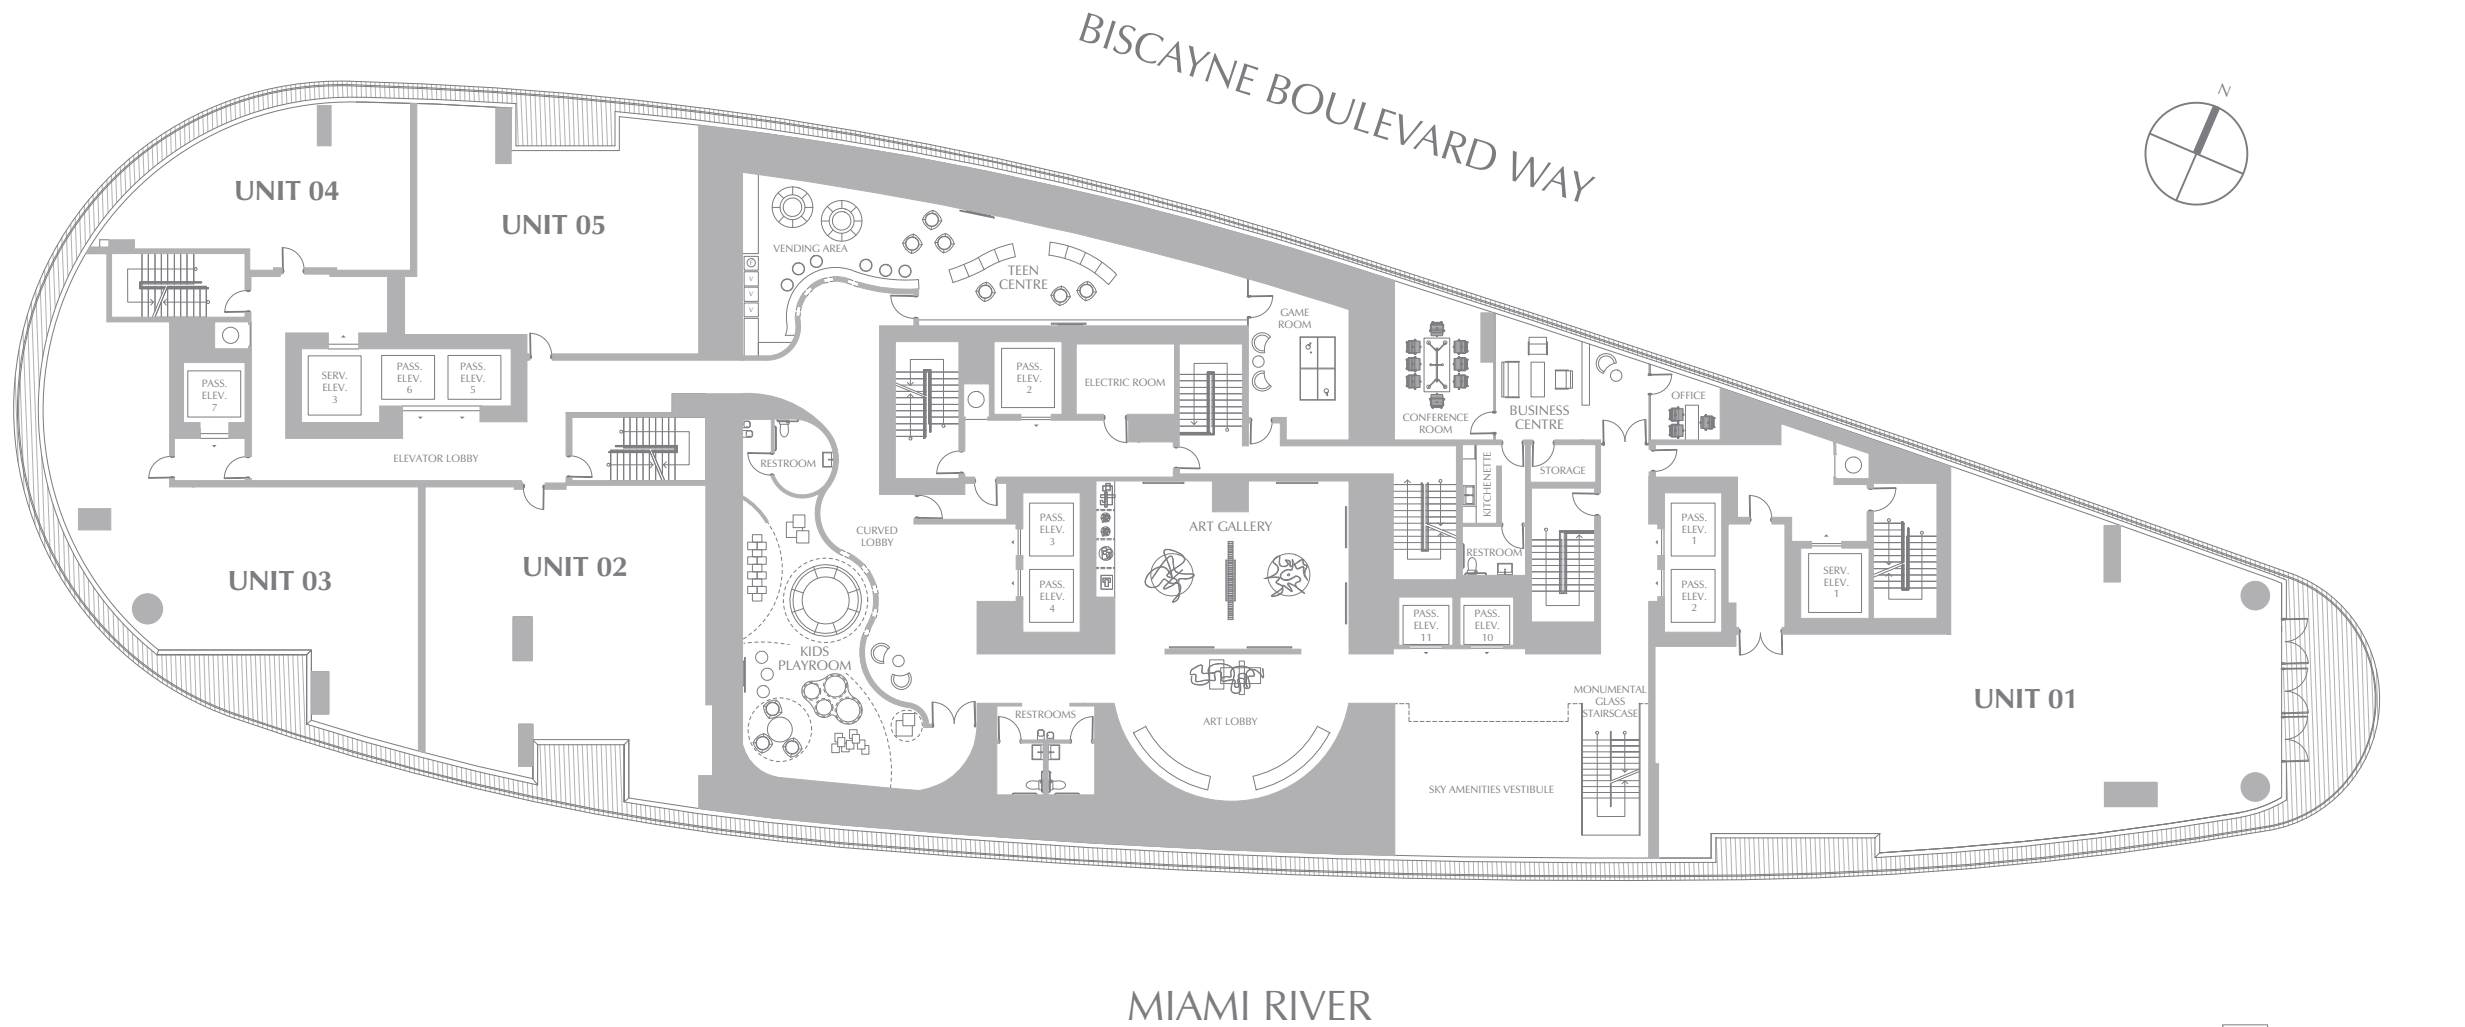 BISCAYNE BOULEVARD WAY
N
UNIT 04
UNIT 05
VENDING AREA
TEEN
CENTRE
GAME
ROOM
V
V
V
SERV.
ELEV.
3
PASS.
ELEV.
6
PASS.
ELEV.
5
PASS.
ELEV.
7
PASS.
ELEV.
2
ELECTRIC ROOM
CONFERENCE
ROOM
BUSINESS
CENTRE
OFFICE
ELEVATOR LOBBY
RESTROOM
STORAGE
KITCHENETTE
CURVED
LOBBY
PASS.
ELEV.
3
ART GALLERY
PASS.
ELEV.
1
RESTROOM
UNIT 03
UNIT 02
PASS.
ELEV.
4
PASS.
ELEV.
2
SERV.
ELEV.
1
PASS.
ELEV.
11
PASS.
ELEV.
10
KIDS
PLAYROOM
MONUMENTAL
GLASS
STAIRSCASE
UNIT 01
RESTROOMS
ART LOBBY
SKY AMENITIES VESTIBULE
MIAMI RIVER